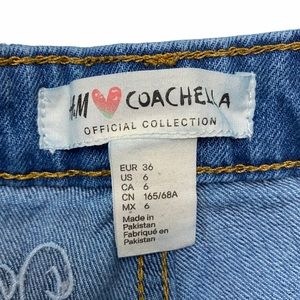 H&M COACHELLA
OFFICIAL COLLECTION
EUR 36
US 6
CA 6
CN 165/68A
MX 6
Made in
Pakistan
Fabriqué en
Pakistan